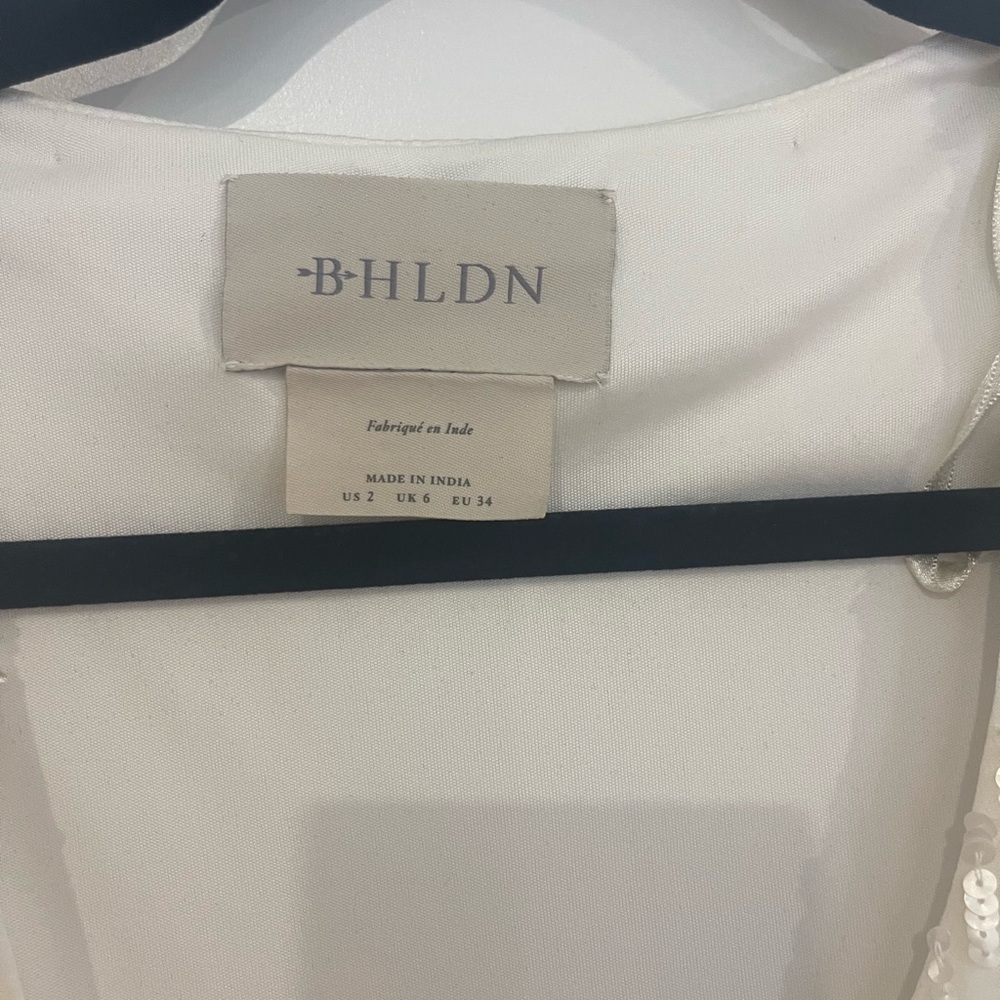 BHLDN
Fabriqué en Inde
MADE IN INDIA
US 2 UK 6 EU 34